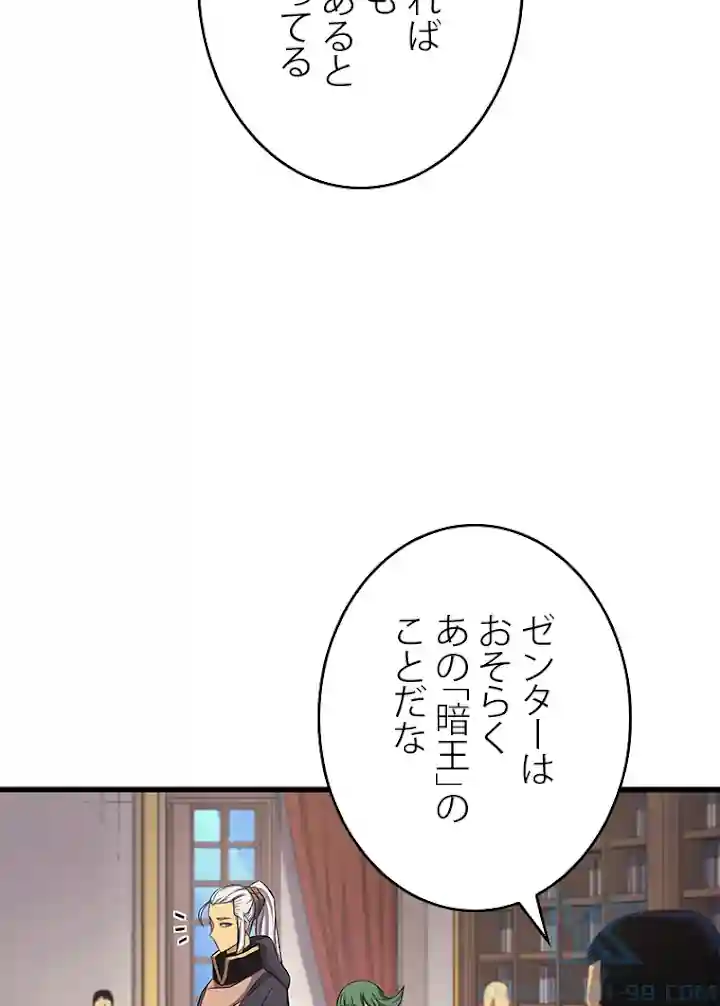 れば
も
あると
ってる
ゼンターは
おそらく
あの「暗王」の
ことだな